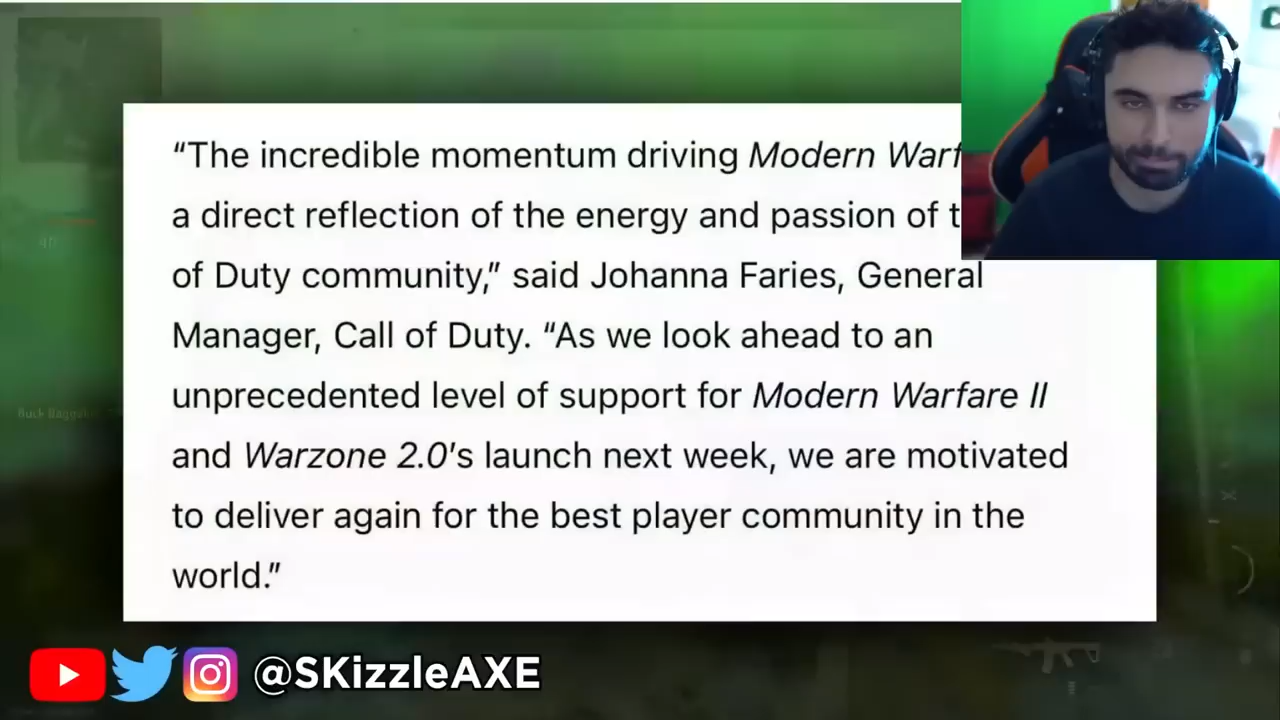 “The incredible momentum driving Modern
a direct reflection of the energy and passion of
of Duty community,” said Johanna Faries, General
Manager, Call of Duty. “As we look ahead to an
unprecedented level of support for Modern Warfare II
and Warzone 2.0’s launch next week, we are motivated
to deliver again for the best player community in the
world.”
@SKizzleAXE